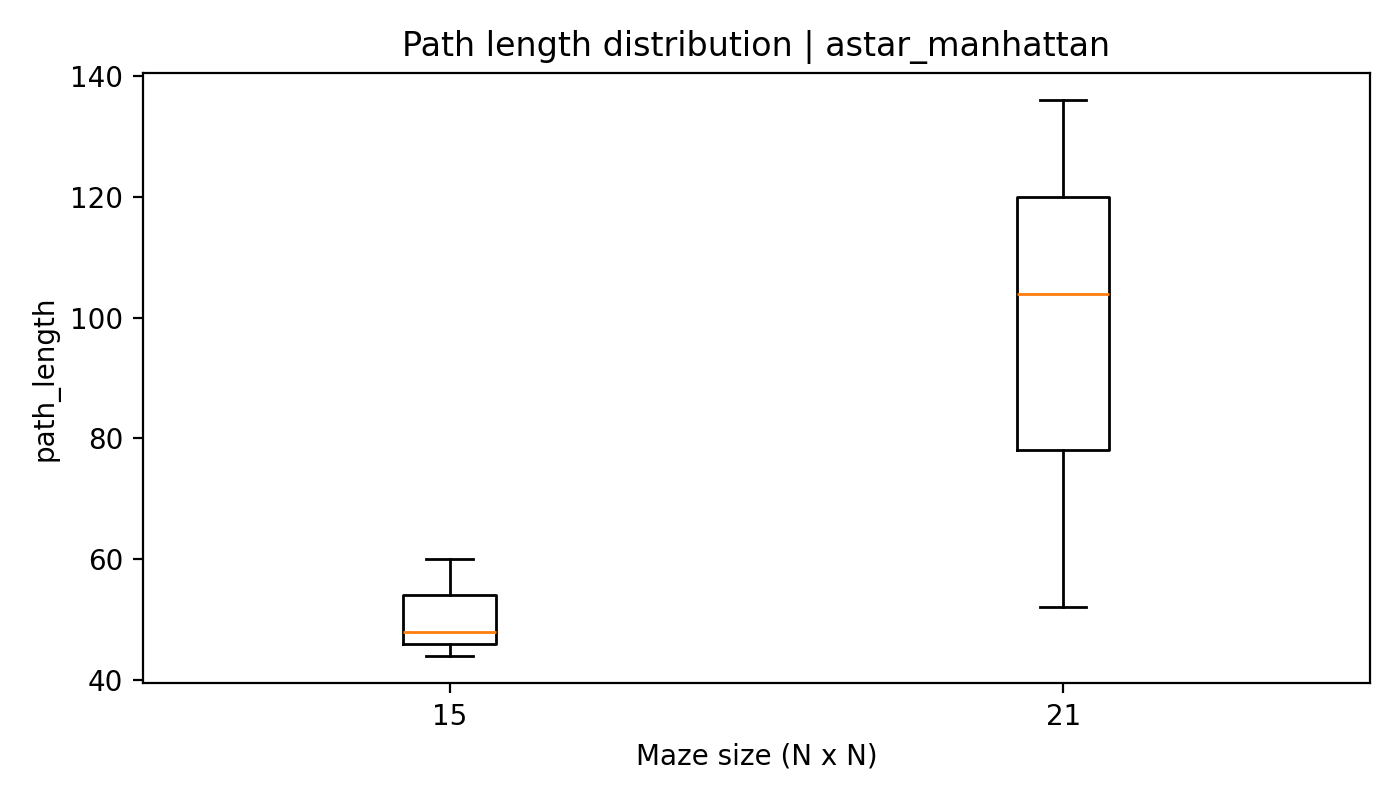 Path length distribution | astar_manhattan
140
120
100
80
60
40
path_length
15
21
Maze size (N x N)